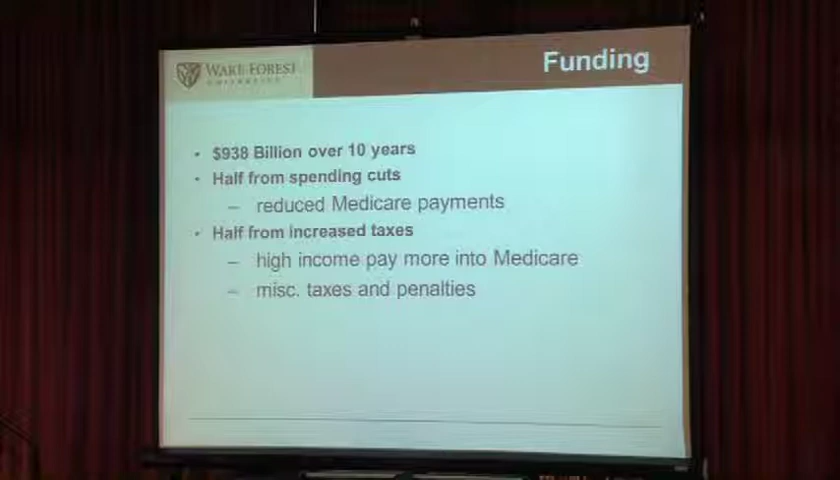 WAKE FOREST
UNIVERSITY
Funding
• $938 Billion over 10 years
• Half from spending cuts
– reduced Medicare payments
• Half from increased taxes
– high income pay more into Medicare
– misc. taxes and penalties